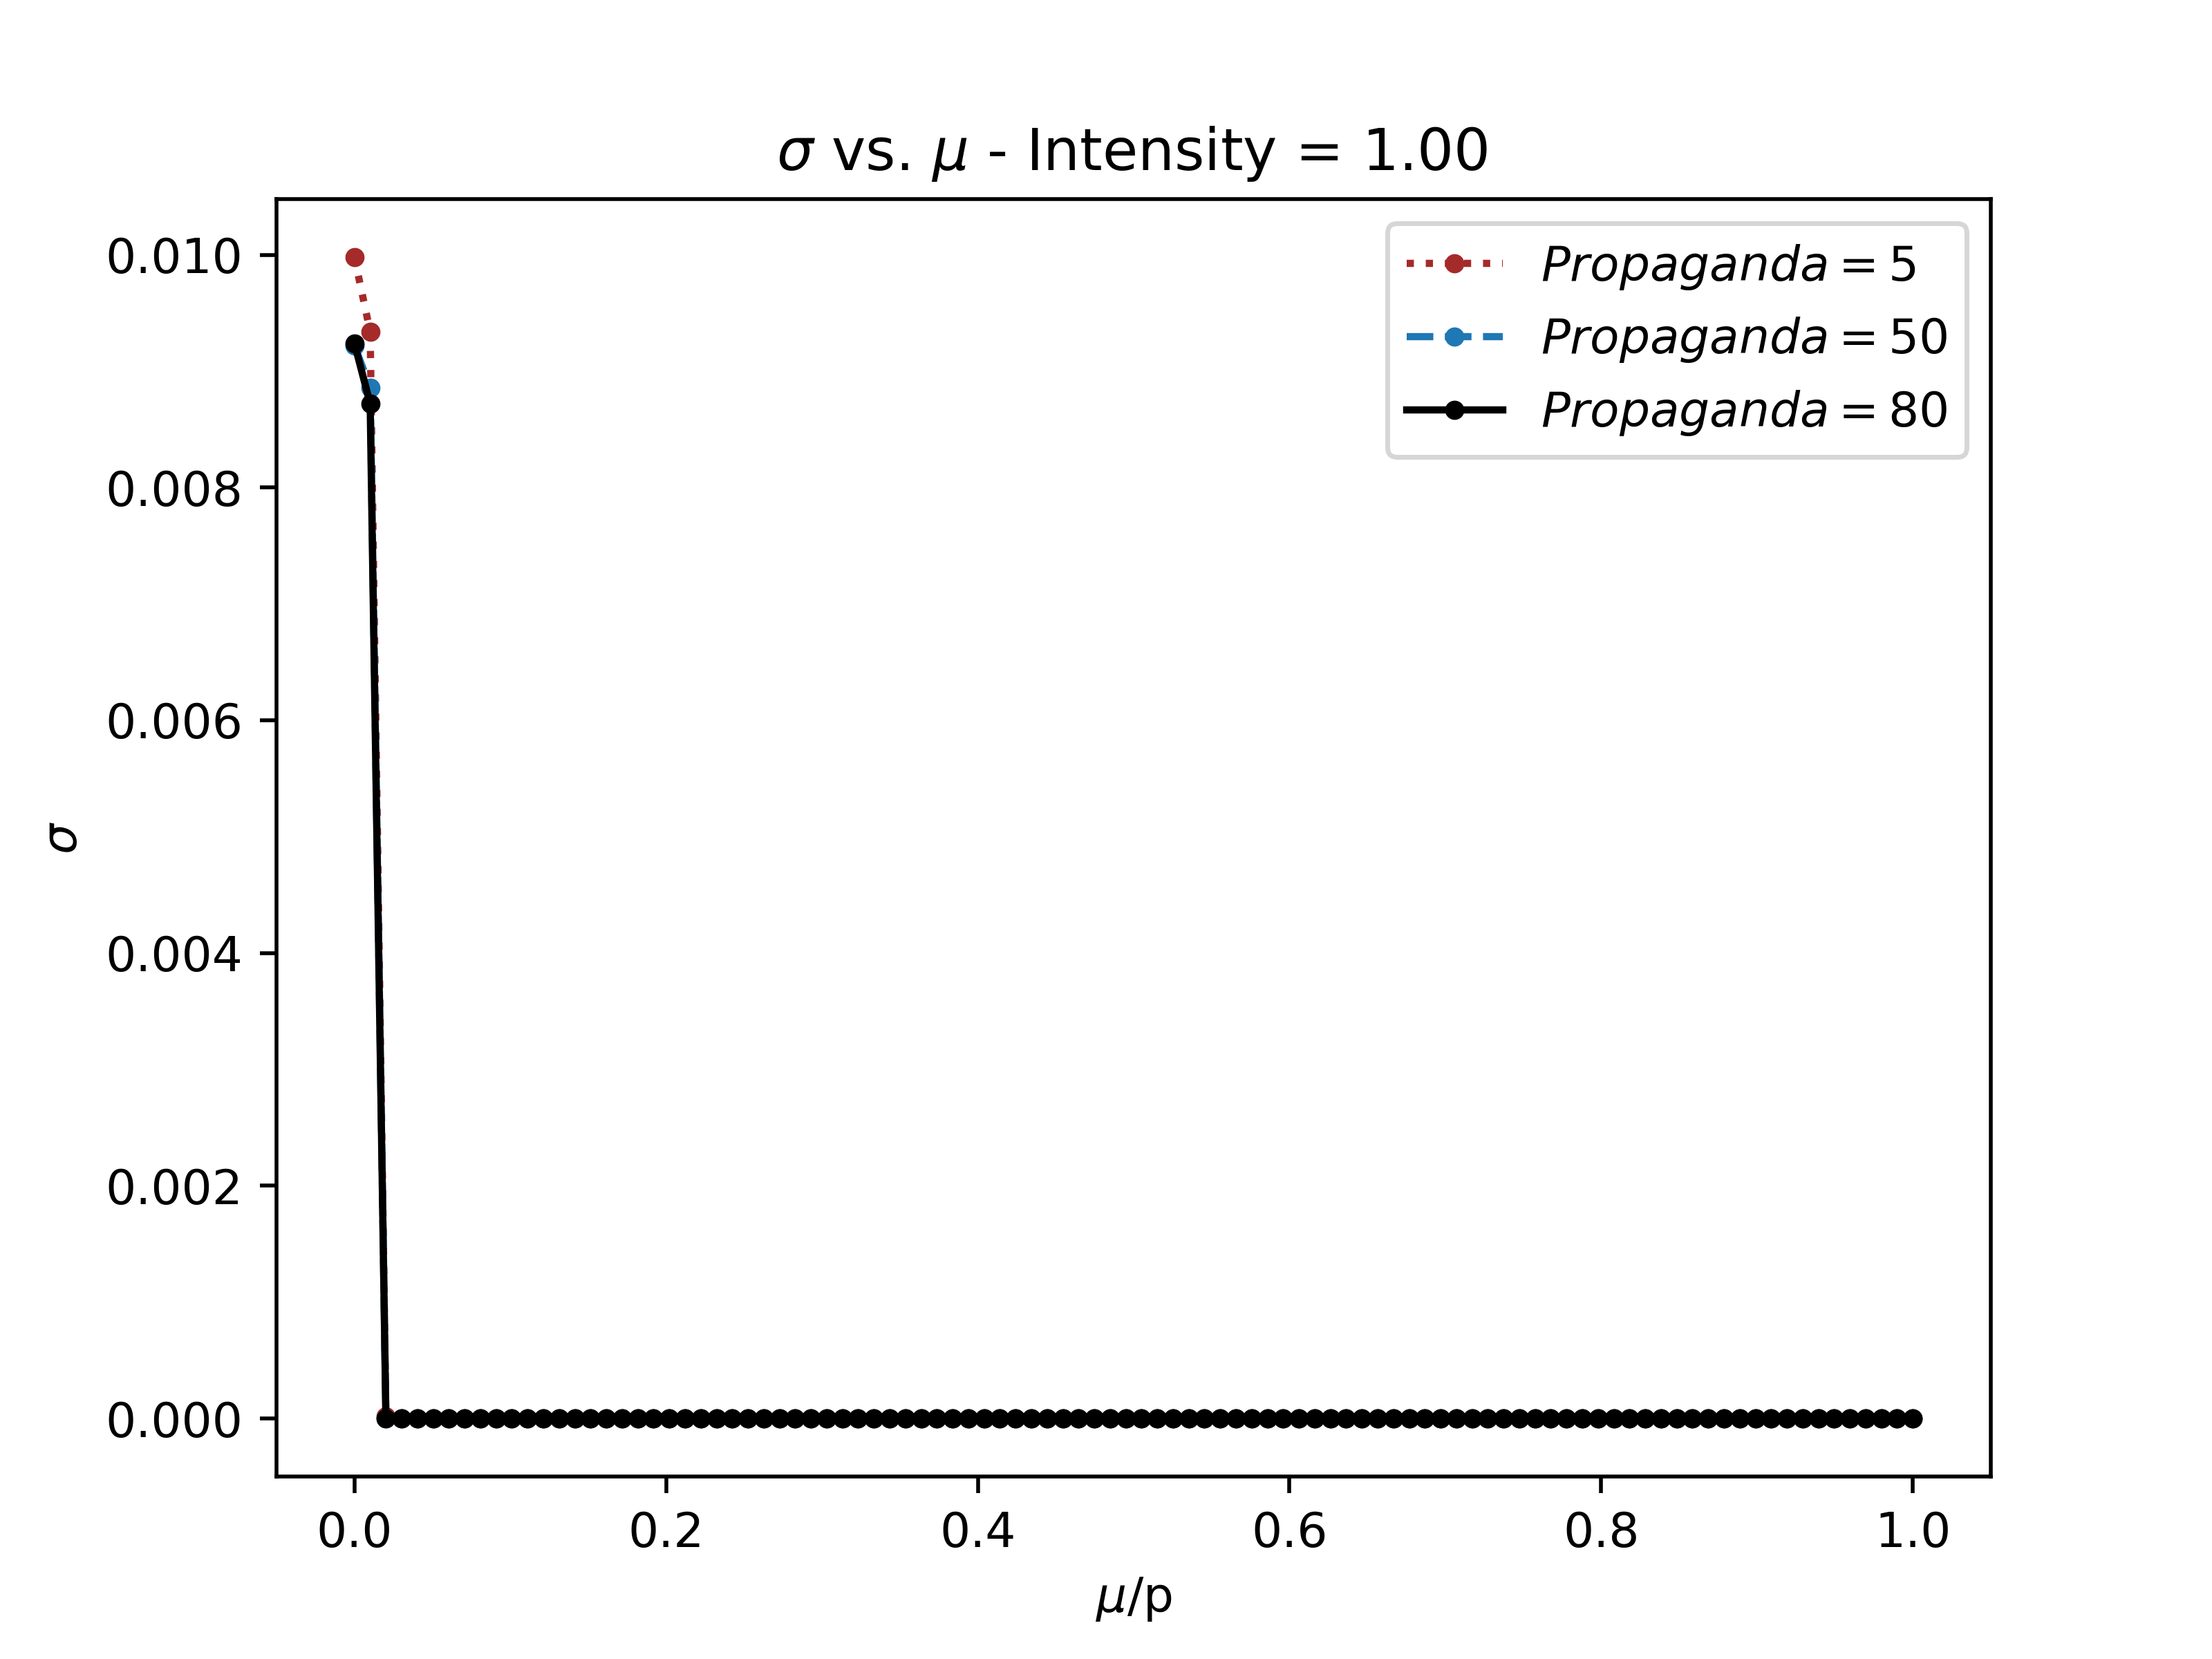 σ vs. μ - Intensity = 1.00
Propaganda = 5
Propaganda = 50
Propaganda = 80
0.010
0.008
0.006
0.004
0.002
0.000
σ
0.0 0.2 0.4 0.6 0.8 1.0
μ/p